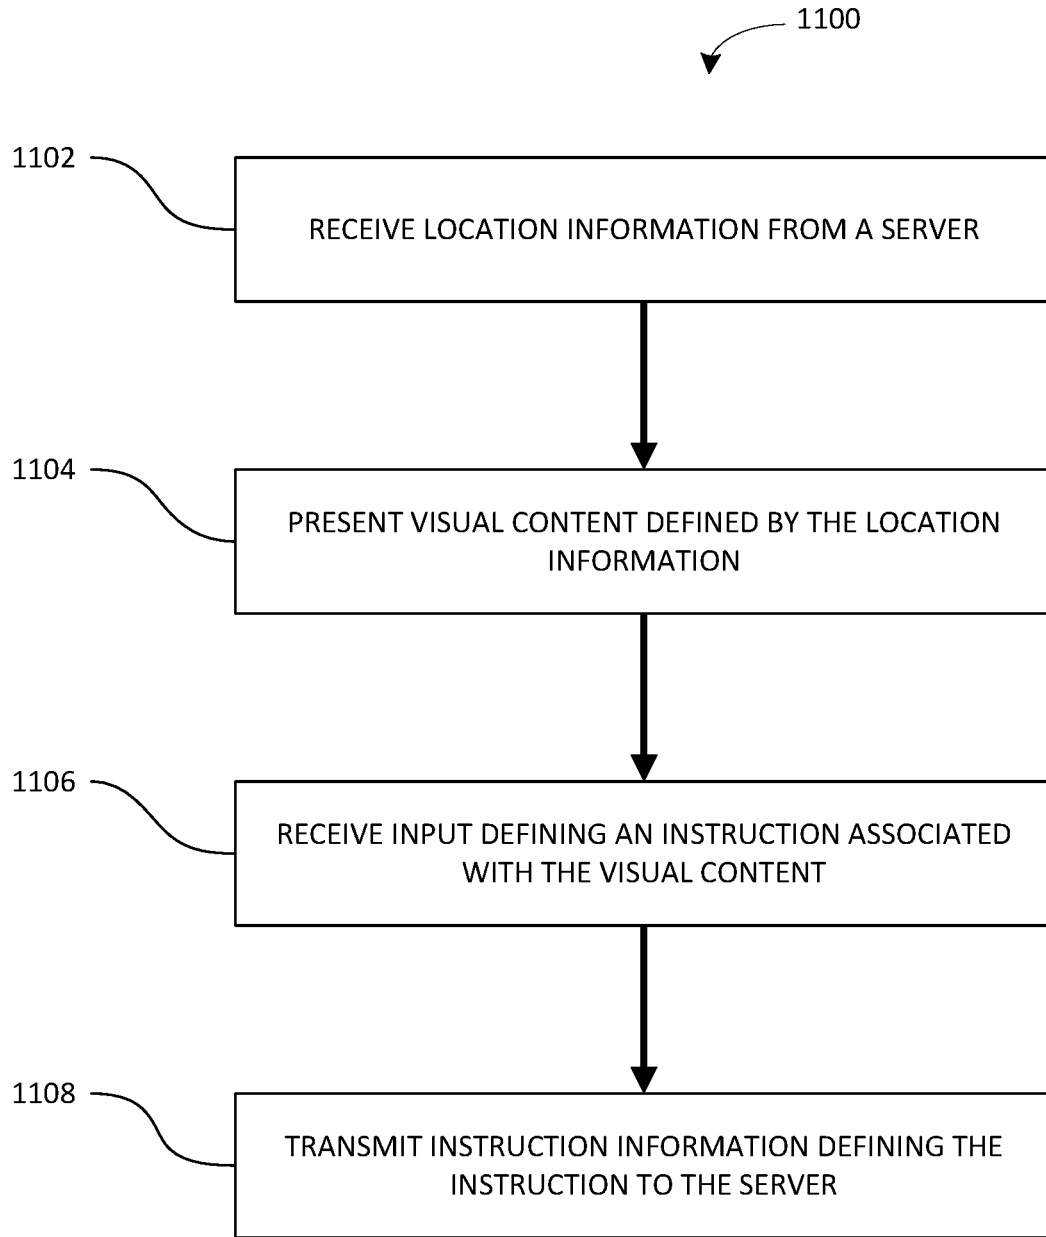 1100
1102
RECEIVE LOCATION INFORMATION FROM A SERVER
1104
PRESENT VISUAL CONTENT DEFINED BY THE LOCATION
INFORMATION
1106
RECEIVE INPUT DEFINING AN INSTRUCTION ASSOCIATED
WITH THE VISUAL CONTENT
1108
TRANSMIT INSTRUCTION INFORMATION DEFINING THE
INSTRUCTION TO THE SERVER